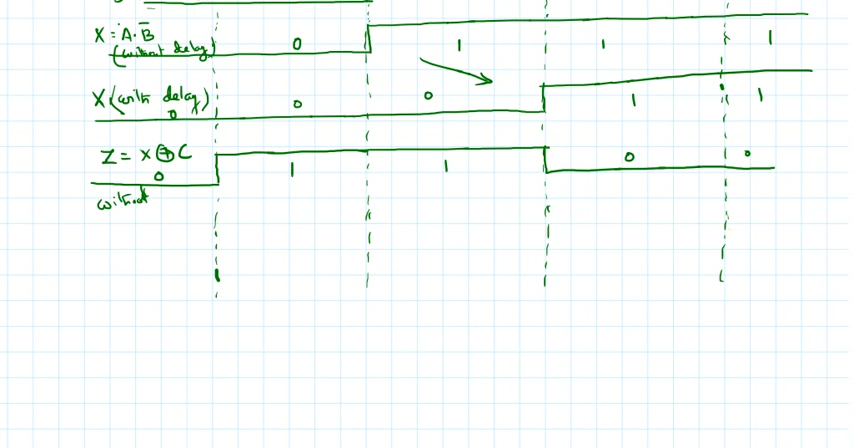 X = A·B̅
(without delay) 0 1 1 1
X (with delay) 0 0 0 1 1
Z = X ⊕ C
0 1 1 0 0
without